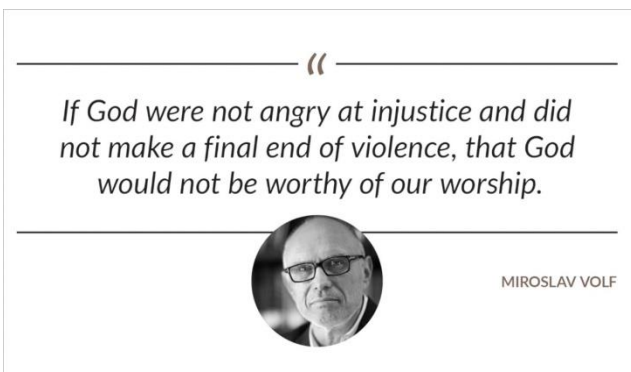 “
If God were not angry at injustice and did
not make a final end of violence, that God
would not be worthy of our worship.
MIROSLAV VOLF